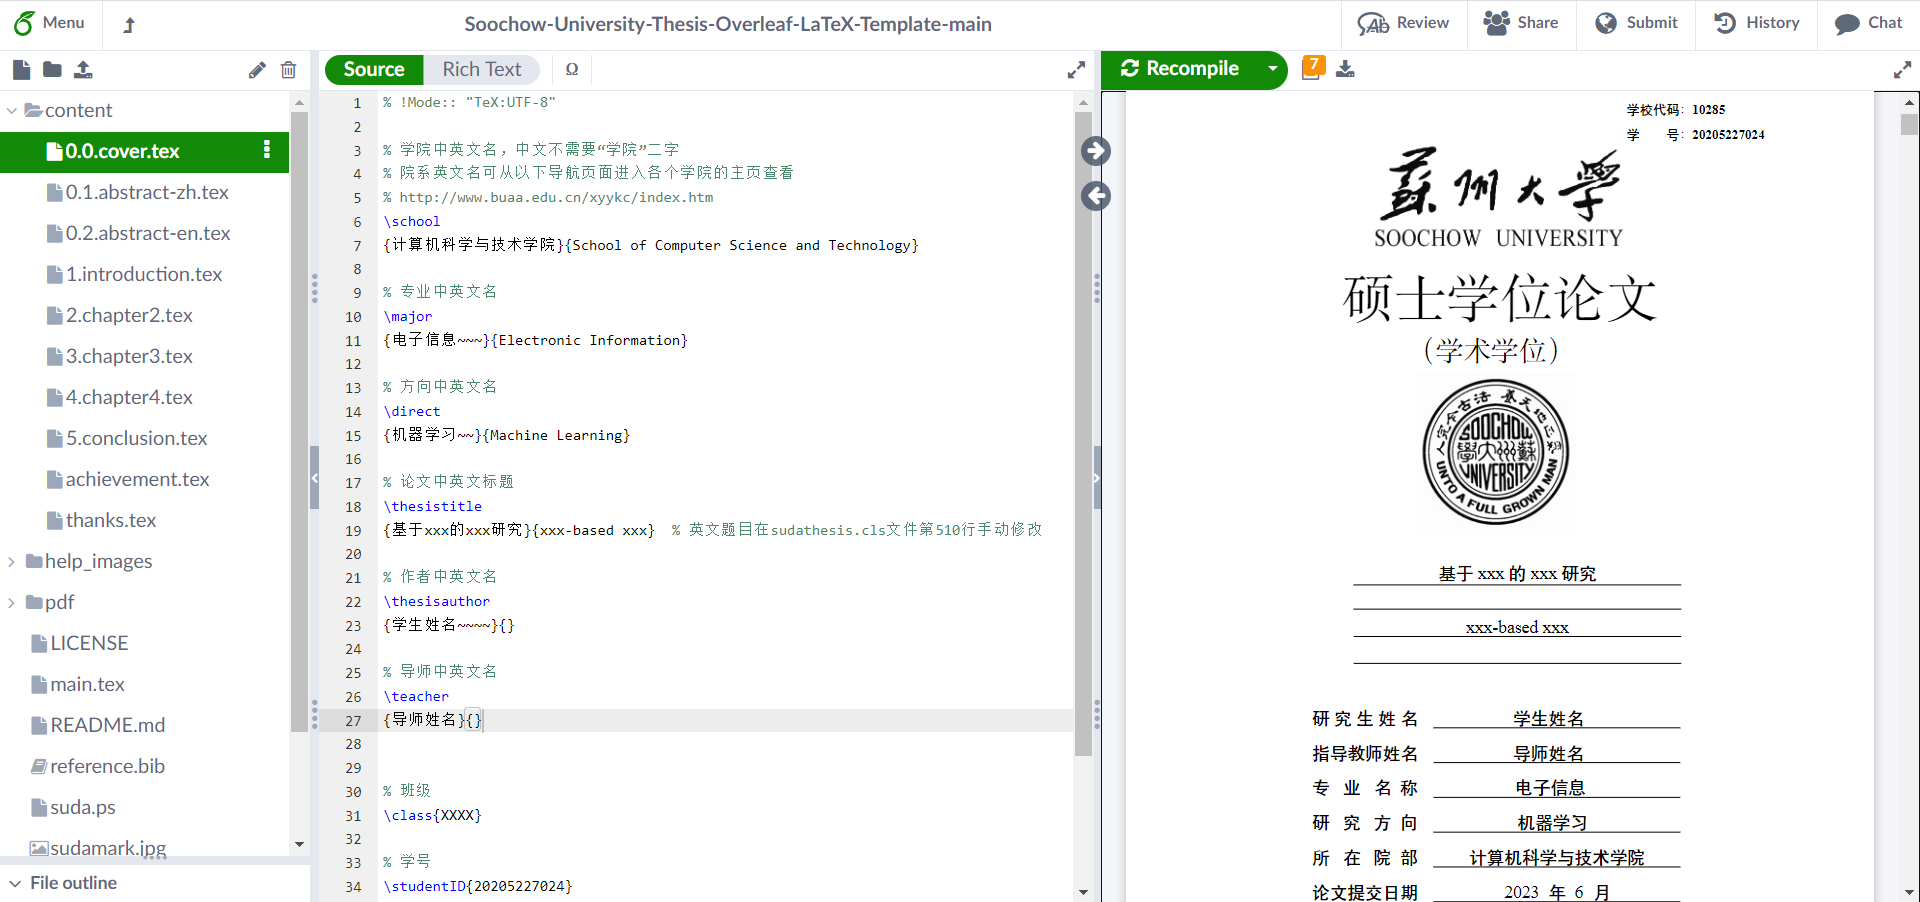 Menu
Soochow-University-Thesis-Overleaf-LaTeX-Template-main
Review
Share
Submit
History
Chat
Source
Rich Text
Ω
Recompile
7
content
0.0.cover.tex
0.1.abstract-zh.tex
0.2.abstract-en.tex
1.introduction.tex
2.chapter2.tex
3.chapter3.tex
4.chapter4.tex
5.conclusion.tex
achievement.tex
thanks.tex
help_images
pdf
LICENSE
main.tex
README.md
reference.bib
suda.ps
sudamark.jpg
File outline
1 % !Mode:: "TeX:UTF-8"
2
3 % 学院中英文名，中文不需要“学院”二字
4 % 院系英文名可从以下导航页面进入各个学院的主页查看
5 % http://www.buaa.edu.cn/xyykc/index.htm
6 \school
7 {计算机科学与技术学院}{School of Computer Science and Technology}
8
9 % 专业中英文名
10 \major
11 {电子信息~~~}{Electronic Information}
12
13 % 方向中英文名
14 \direct
15 {机器学习~~}{Machine Learning}
16
17 % 论文中英文标题
18 \thesistitle
19 {基于xxx的xxx研究}{xxx-based xxx}  % 英文题目在sudathesis.cls文件第510行手动修改
20
21 % 作者中英文名
22 \thesisauthor
23 {学生姓名~~~~}{}
24
25 % 导师中英文名
26 \teacher
27 {导师姓名}{}
28
29
30 % 班级
31 \class{XXXX}
32
33 % 学号
34 \studentID{20205227024}
学校代码：10285
学 号：20205227024
蘇州大學
SOOCHOW UNIVERSITY
硕士学位论文
（学术学位）
养天地正气 法古今完人
SOOCHOW
蘇州大學
UNIVERSITY
UNTO A FULL GROWN MAN
基于 xxx 的 xxx 研究
xxx-based xxx
研究生姓名 学生姓名
指导教师姓名 导师姓名
专 业 名 称 电子信息
研 究 方 向 机器学习
所 在 院 部 计算机科学与技术学院
论文提交日期 2023 年 6 月